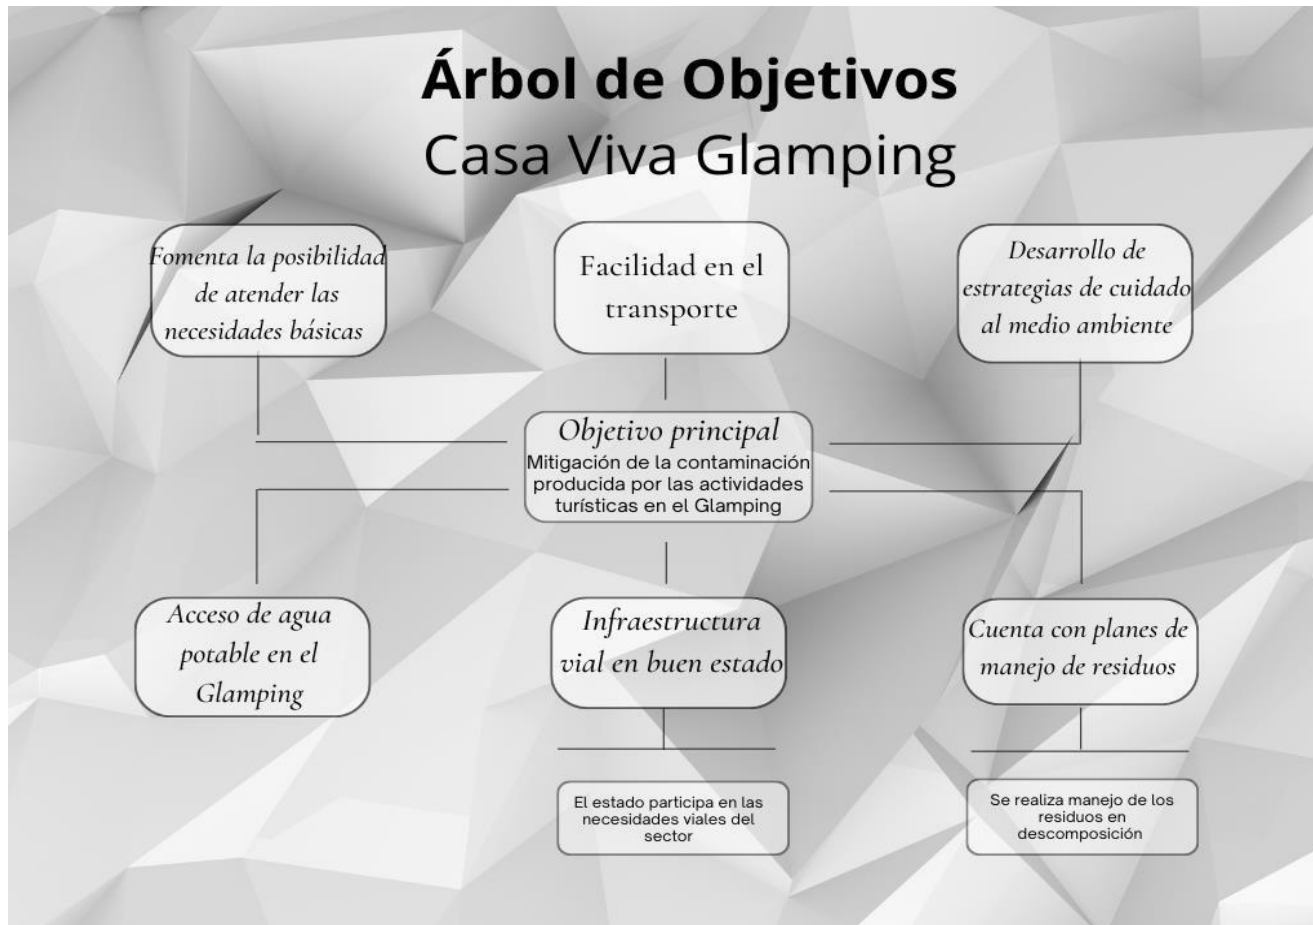 Árbol de Objetivos
Casa Viva Glamping
Fomenta la posibilidad
de atender las
necesidades básicas
Facilidad en el
transporte
Desarrollo de
estrategias de cuidado
al medio ambiente
Objetivo principal
Mitigación de la contaminación
producida por las actividades
turísticas en el Glamping
Acceso de agua
potable en el
Glamping
Infraestructura
vial en buen estado
Cuenta con planes de
manejo de residuos
El estado participa en las
necesidades viales del
sector
Se realiza manejo de los
residuos en
descomposición